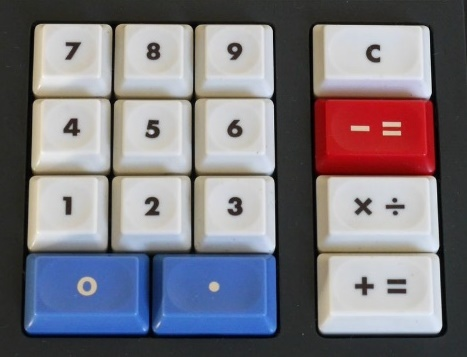 7 8 9 C
4 5 6 − =
1 2 3 × ÷
0 • + =